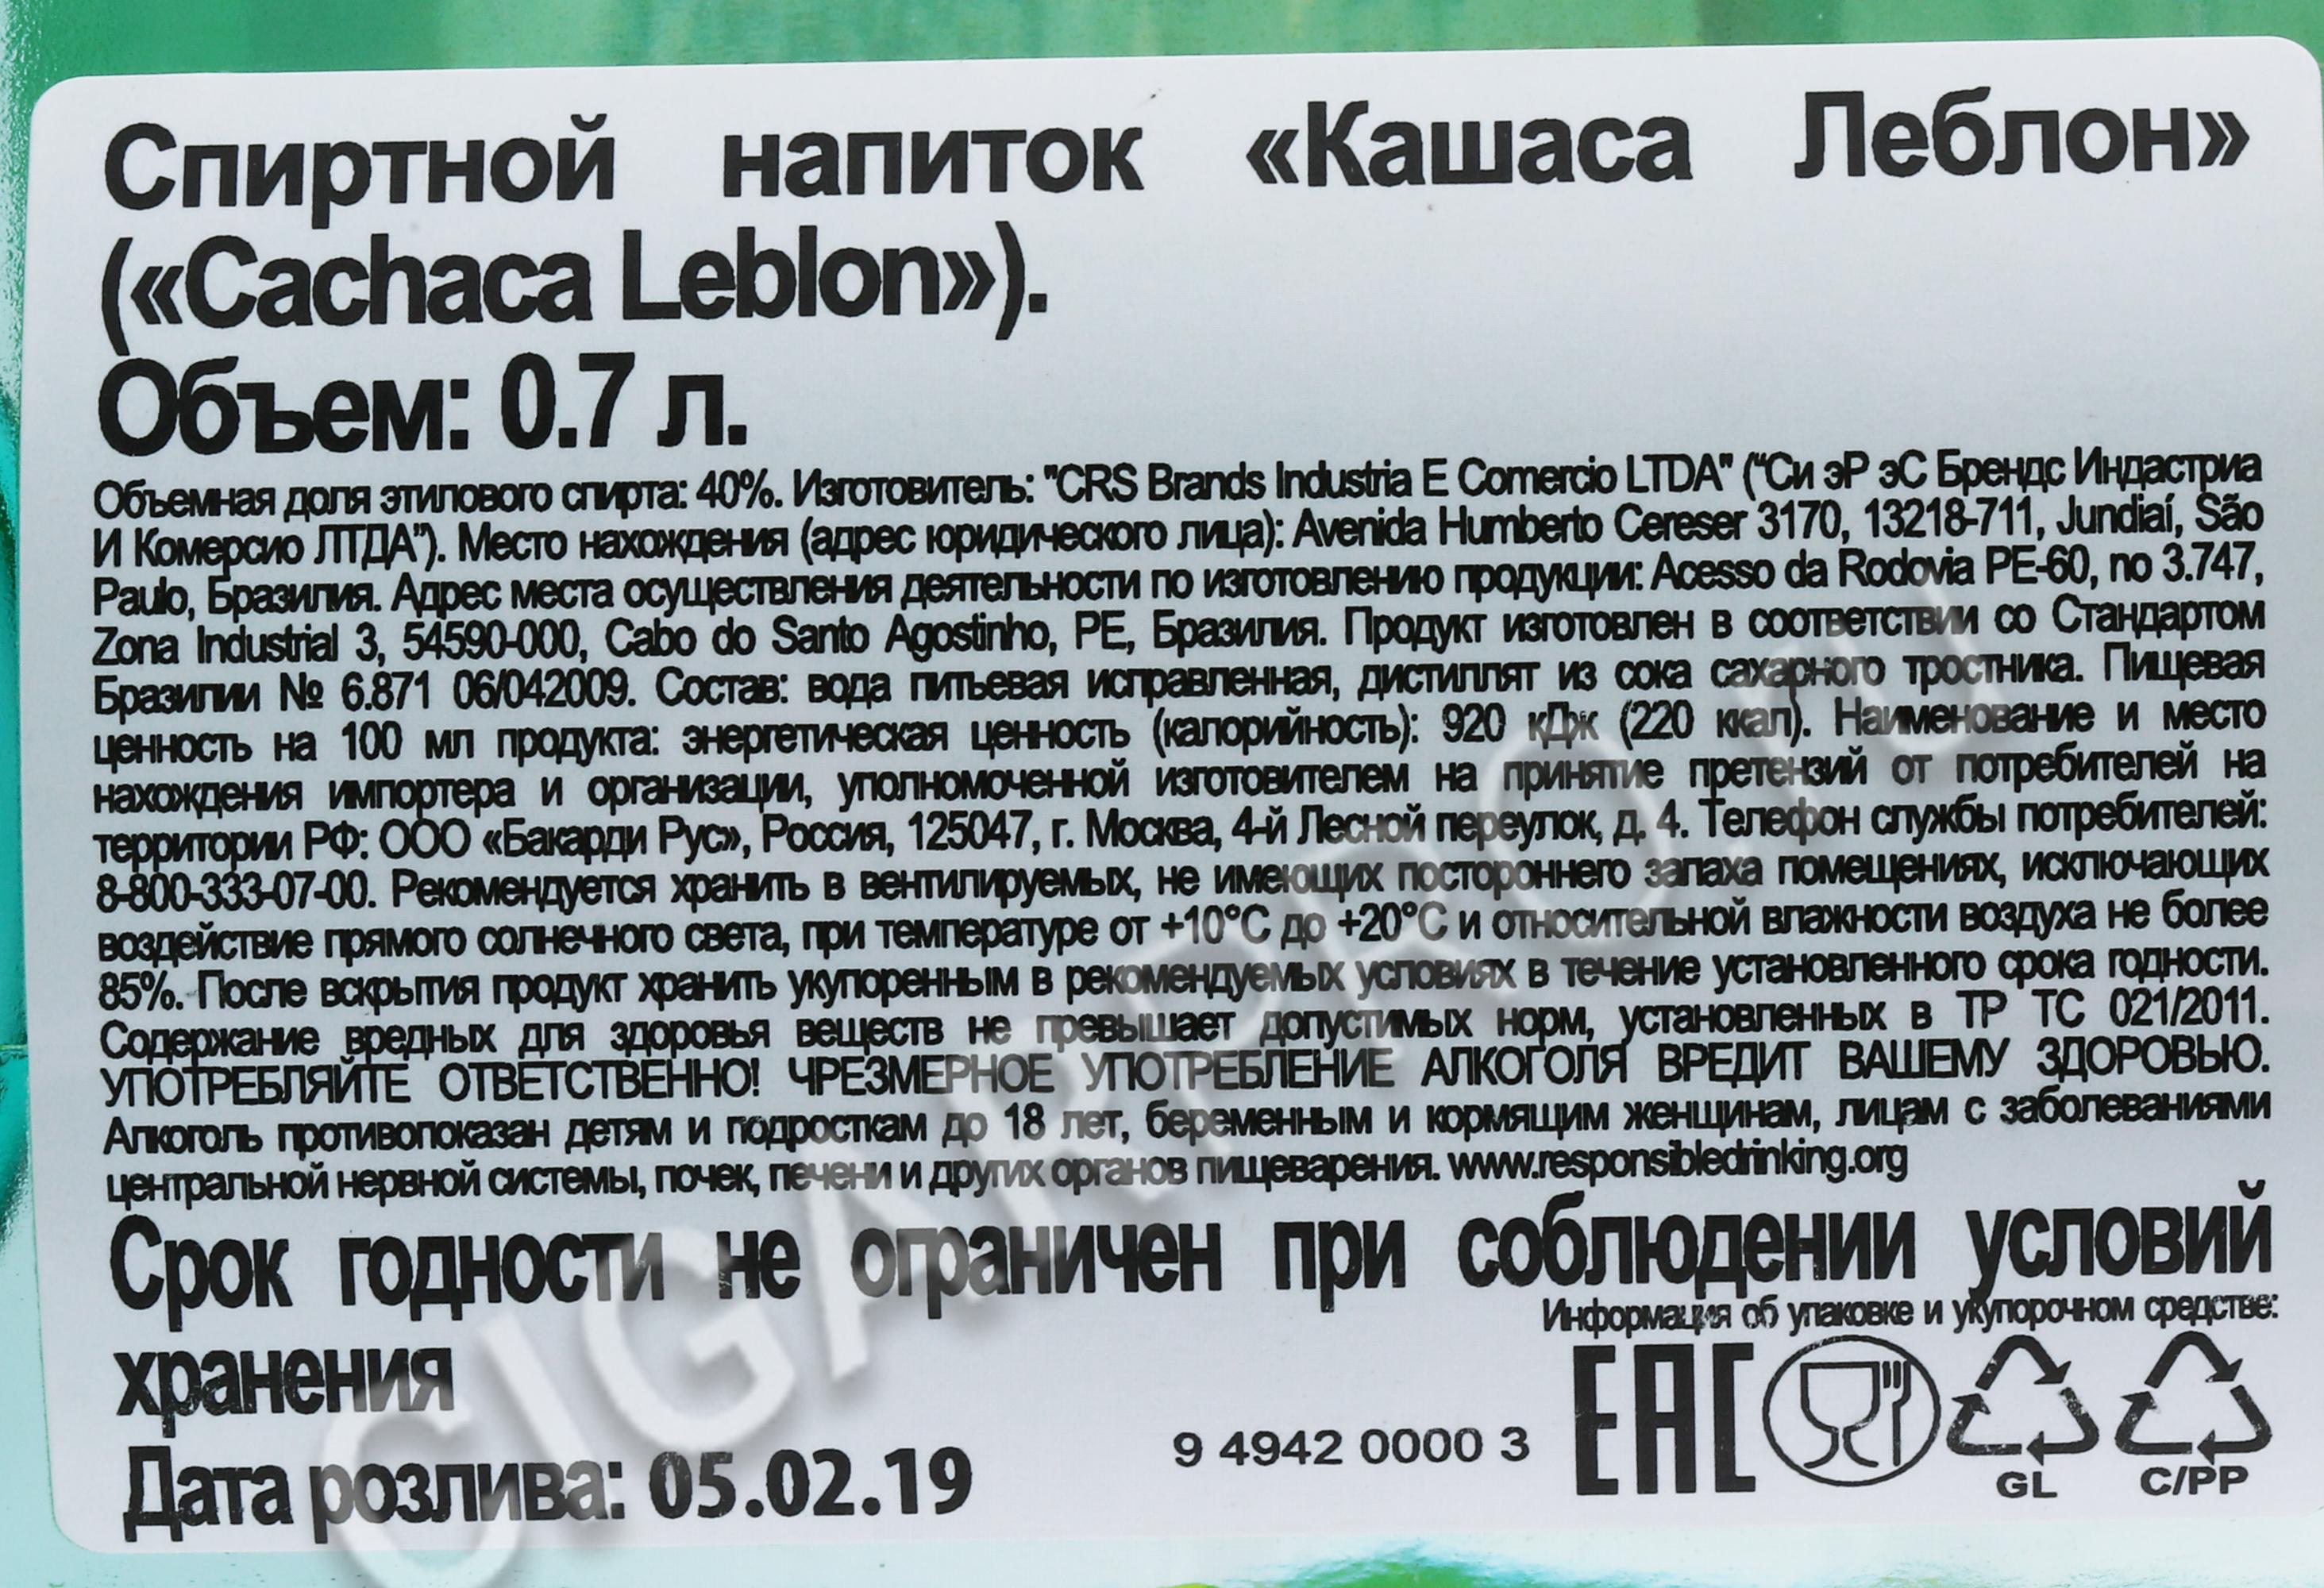 Спиртной напиток «Кашаса Леблон»
(«Cachaca Leblon»).
Объем: 0.7 л.
Объемная доля этилового спирта: 40%. Изготовитель: "CRS Brands Industria E Comercio LTDA" ("Си эР эС Брендс Индастриа
И Комерсио ЛТДА"). Место нахождения (адрес юридического лица): Avenida Humberto Cereser 3170, 13218-711, Jundiaí, São
Paulo, Бразилия. Адрес места осуществления деятельности по изготовлению продукции: Acesso da Rodovia PE-60, no 3.747,
Zona Industrial 3, 54590-000, Cabo do Santo Agostinho, PE, Бразилия. Продукт изготовлен в соответствии со Стандартом
Бразилии № 6.871 06/042009. Состав: вода питьевая исправленная, дистиллят из сока сахарного тростника. Пищевая
ценность на 100 мл продукта: энергетическая ценность (калорийность): 920 кДж (220 ккал). Наименование и место
нахождения импортера и организации, уполномоченной изготовителем на принятие претензий от потребителей на
территории РФ: ООО «Бакарди Рус», Россия, 125047, г. Москва, 4-й Лесной переулок, д. 4. Телефон службы потребителей:
8-800-333-07-00. Рекомендуется хранить в вентилируемых, не имеющих постороннего запаха помещениях, исключающих
воздействие прямого солнечного света, при температуре от +10°С до +20°С и относительной влажности воздуха не более
85%. После вскрытия продукт хранить укупоренным в рекомендуемых условиях в течение установленного срока годности.
Содержание вредных для здоровья веществ не превышает допустимых норм, установленных в ТР ТС 021/2011.
УПОТРЕБЛЯЙТЕ ОТВЕТСТВЕННО! ЧРЕЗМЕРНОЕ УПОТРЕБЛЕНИЕ АЛКОГОЛЯ ВРЕДИТ ВАШЕМУ ЗДОРОВЬЮ.
Алкоголь противопоказан детям и подросткам до 18 лет, беременным и кормящим женщинам, лицам с заболеваниями
центральной нервной системы, почек, печени и других органов пищеварения. www.responsibledrinking.org
Срок годности не ограничен при соблюдении условий
хранения
Информация об упаковке и укупорочном средстве:
Дата розлива: 05.02.19
9 4942 0000 3
EAC
GL
C/PP
CIGARPRO.RU